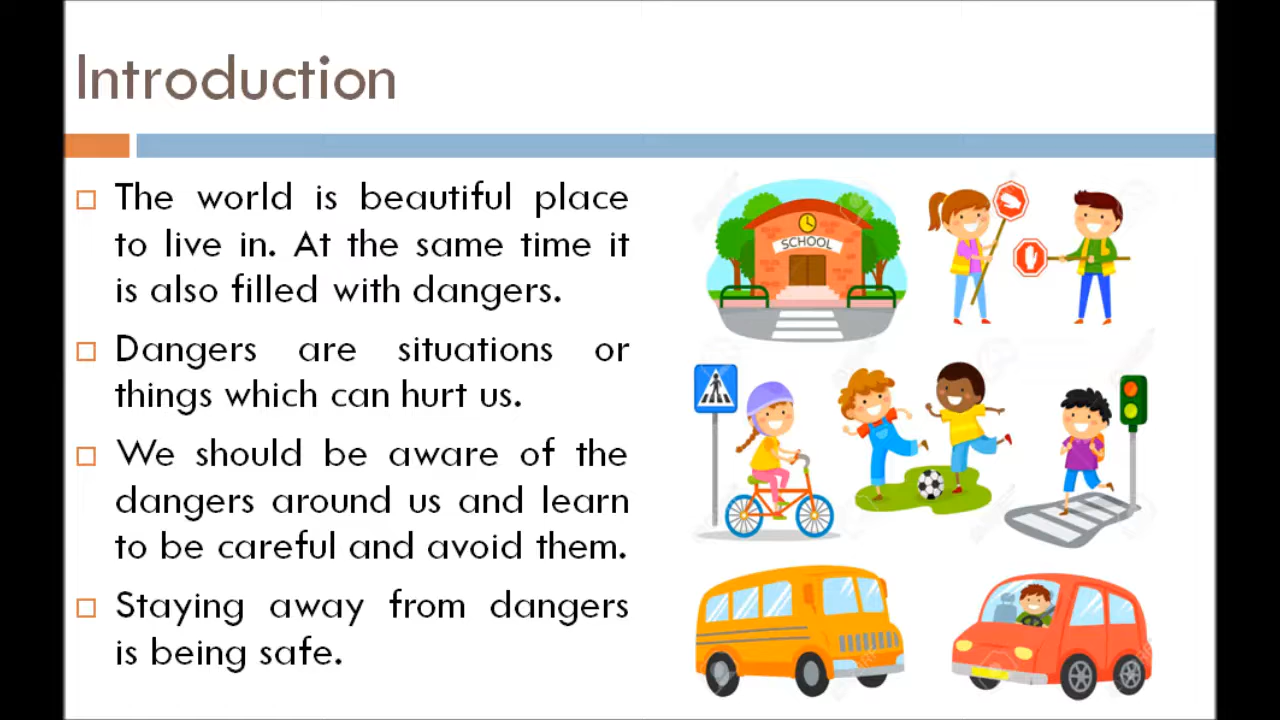 Introduction
The world is beautiful place
to live in. At the same time it
is also filled with dangers.
Dangers are situations or
things which can hurt us.
We should be aware of the
dangers around us and learn
to be careful and avoid them.
Staying away from dangers
is being safe.
SCHOOL